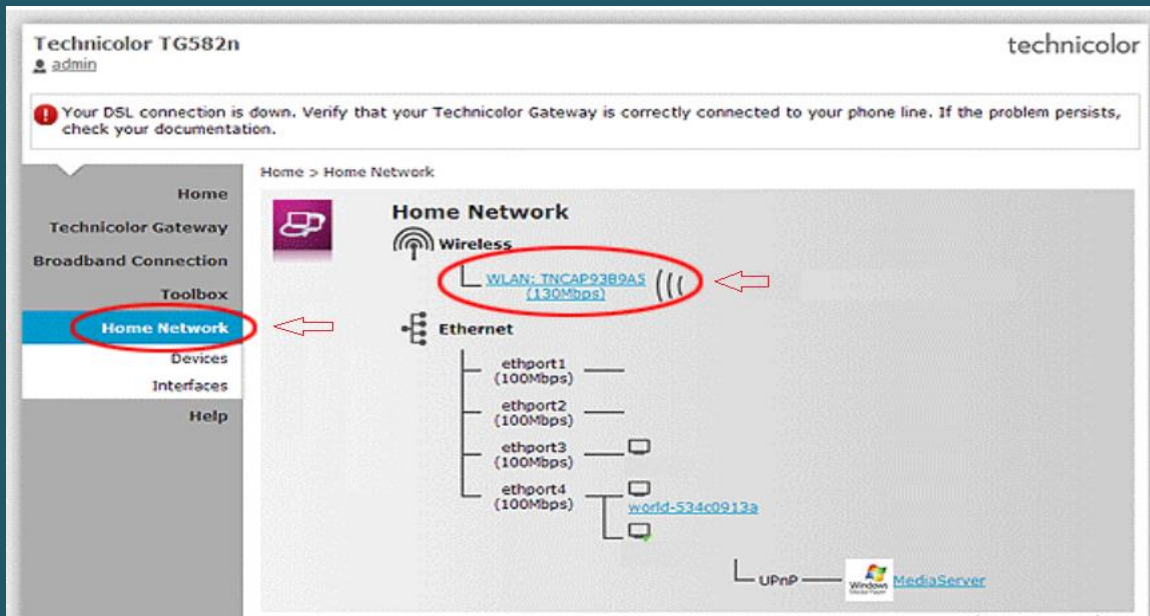 Technicolor TG582n
technicolor
admin
Your DSL connection is down. Verify that your Technicolor Gateway is correctly connected to your phone line. If the problem persists,
check your documentation.
Home > Home Network
Home
Technicolor Gateway
Broadband Connection
Toolbox
Home Network
Devices
Interfaces
Help
Home Network
Wireless
WLAN: TNCAP93B9A5
(130Mbps)
Ethernet
ethport1
(100Mbps)
ethport2
(100Mbps)
ethport3
(100Mbps)
ethport4
(100Mbps)
world-534c0913a
UPnP
MediaServer